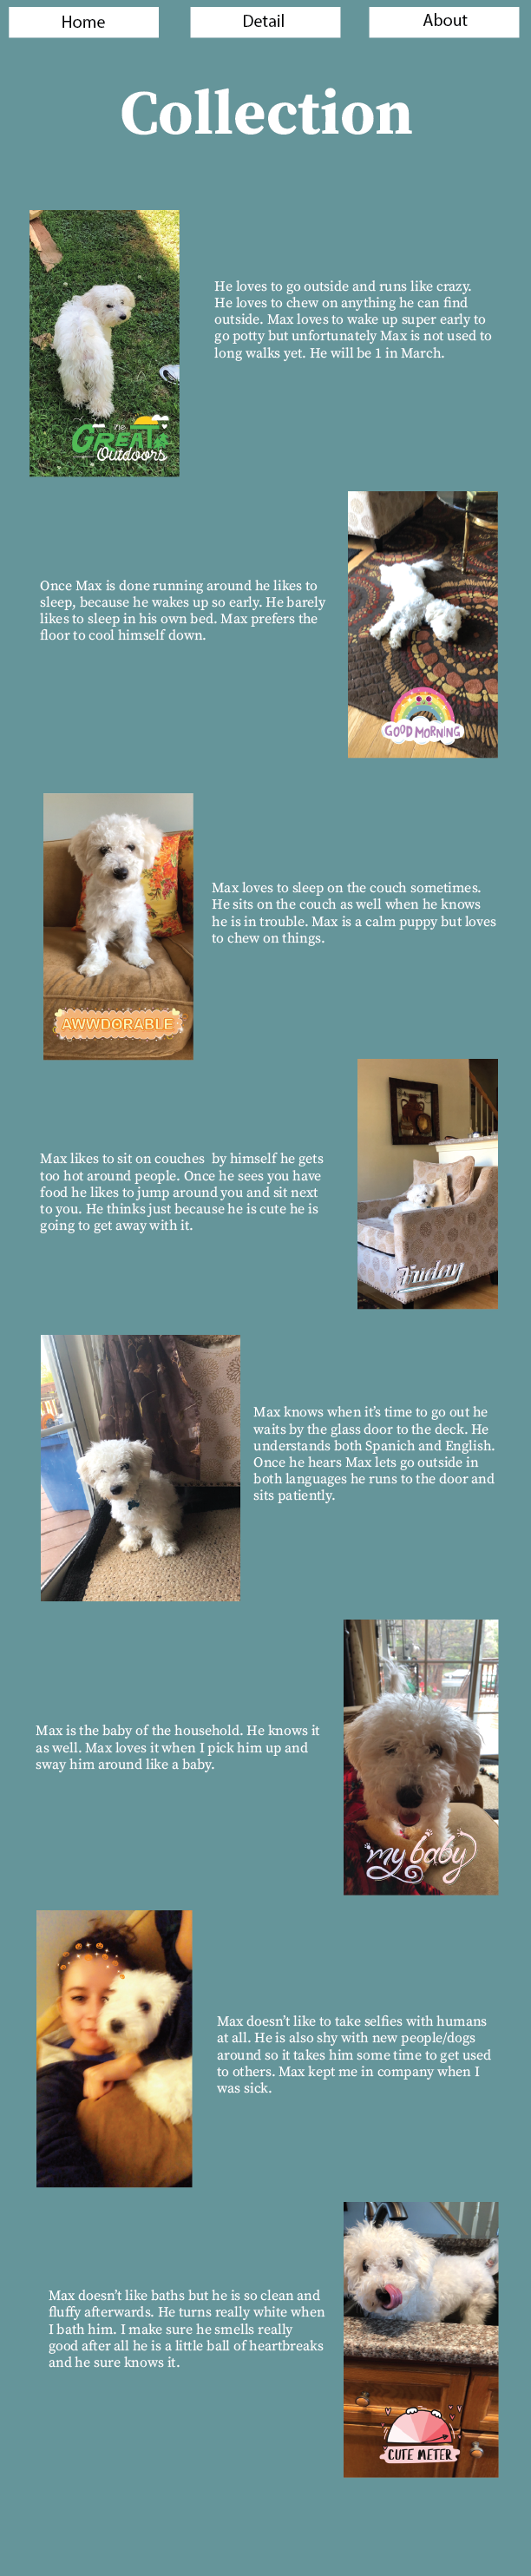 Home
Detail
About
Collection
He loves to go outside and runs like crazy.
He loves to chew on anything he can find
outside. Max loves to wake up super early to
go potty but unfortunately Max is not used to
long walks yet. He will be 1 in March.
the
GREAT
Outdoors
Once Max is done running around he likes to
sleep, because he wakes up so early. He barely
likes to sleep in his own bed. Max prefers the
floor to cool himself down.
GOOD MORNING
Max loves to sleep on the couch sometimes.
He sits on the couch as well when he knows
he is in trouble. Max is a calm puppy but loves
to chew on things.
AWWDORABLE
Max likes to sit on couches  by himself he gets
too hot around people. Once he sees you have
food he likes to jump around you and sit next
to you. He thinks just because he is cute he is
going to get away with it.
Friday
Max knows when it's time to go out he
waits by the glass door to the deck. He
understands both Spanich and English.
Once he hears Max lets go outside in
both languages he runs to the door and
sits patiently.
Max is the baby of the household. He knows it
as well. Max loves it when I pick him up and
sway him around like a baby.
my baby
Max doesn't like to take selfies with humans
at all. He is also shy with new people/dogs
around so it takes him some time to get used
to others. Max kept me in company when I
was sick.
Max doesn't like baths but he is so clean and
fluffy afterwards. He turns really white when
I bath him. I make sure he smells really
good after all he is a little ball of heartbreaks
and he sure knows it.
CUTE METER